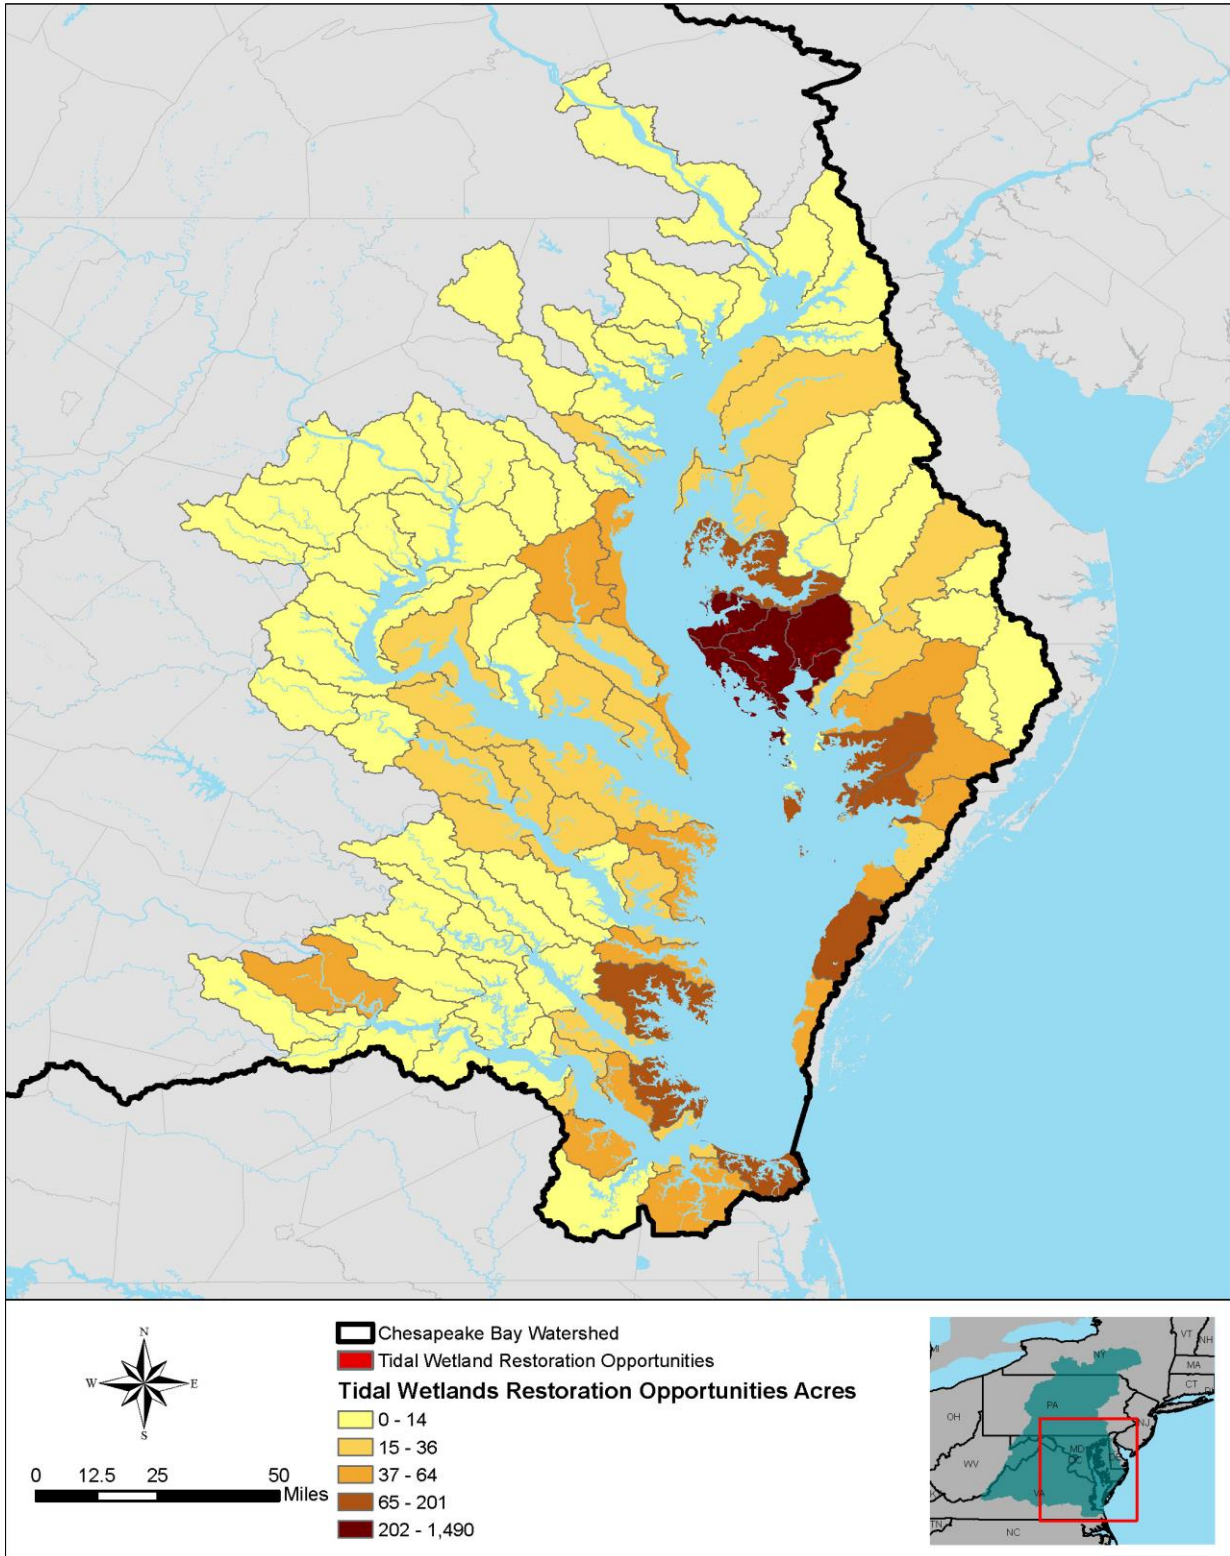 N
W
E
S
0 12.5 25 50
Miles
Chesapeake Bay Watershed
Tidal Wetland Restoration Opportunities
Tidal Wetlands Restoration Opportunities Acres
0 - 14
15 - 36
37 - 64
65 - 201
202 - 1,490
MI
VT
NH
NY
MA
CT
PA
OH
NJ
MD
DC
DE
WV
VA
TN
NC